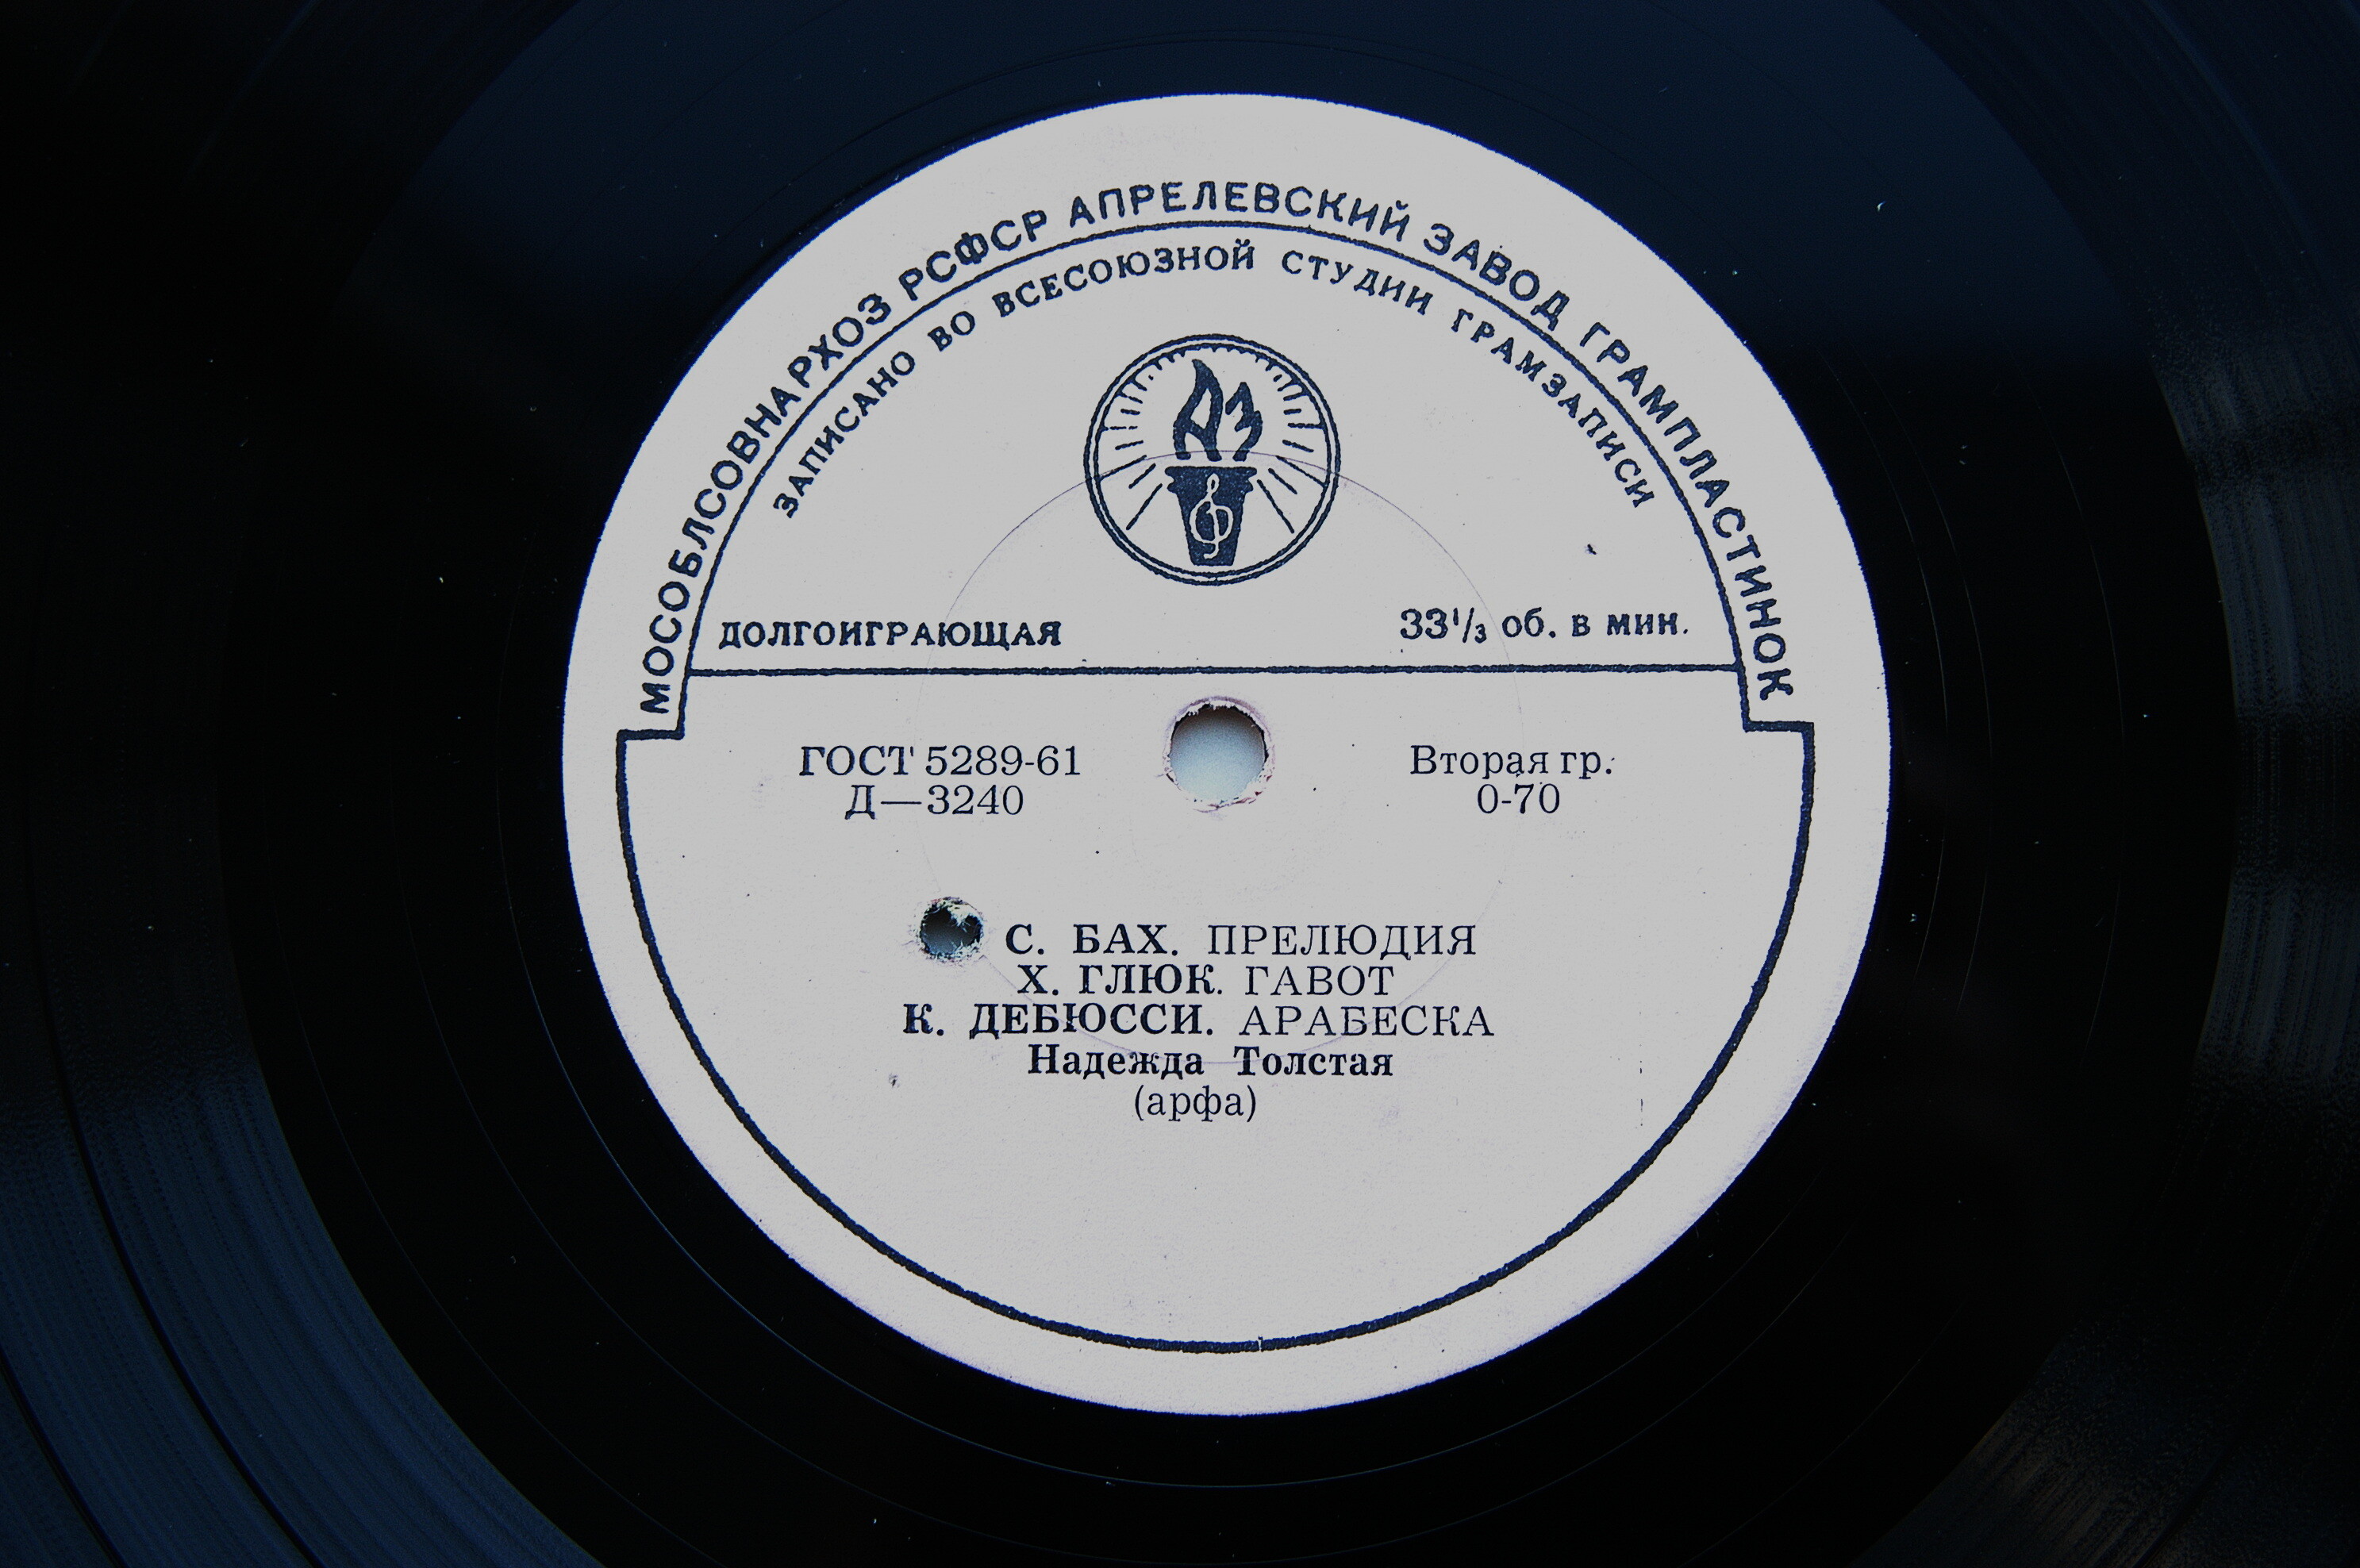 МОСОБЛСОВНАРХОЗ РСФСР АПРЕЛЕВСКИЙ ЗАВОД ГРАМПЛАСТИНОК
ЗАПИСАНО ВО ВСЕСОЮЗНОЙ СТУДИИ ГРАМЗАПИСИ
ДОЛГОИГРАЮЩАЯ 33⅓ об. в мин.
ГОСТ 5289-61 Вторая гр.
Д—3240 0-70
С. БАХ. ПРЕЛЮДИЯ
Х. ГЛЮК. ГАВОТ
К. ДЕБЮССИ. АРАБЕСКА
Надежда Толстая
(арфа)